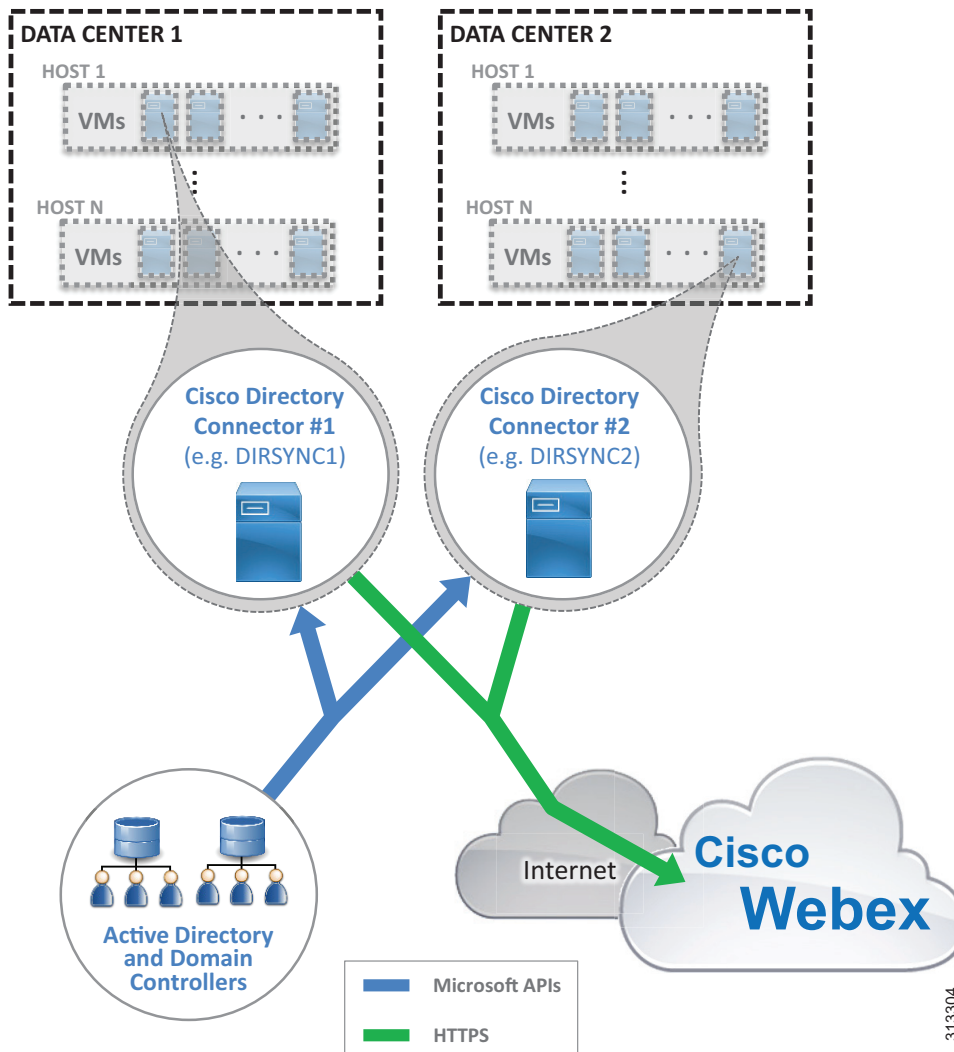 DATA CENTER 1
HOST 1
VMs
HOST N
VMs
DATA CENTER 2
HOST 1
VMs
HOST N
VMs
Cisco Directory
Connector #1
(e.g. DIRSYNC1)
Cisco Directory
Connector #2
(e.g. DIRSYNC2)
Active Directory
and Domain
Controllers
Internet
Cisco
Webex
Microsoft APIs
HTTPS
313304